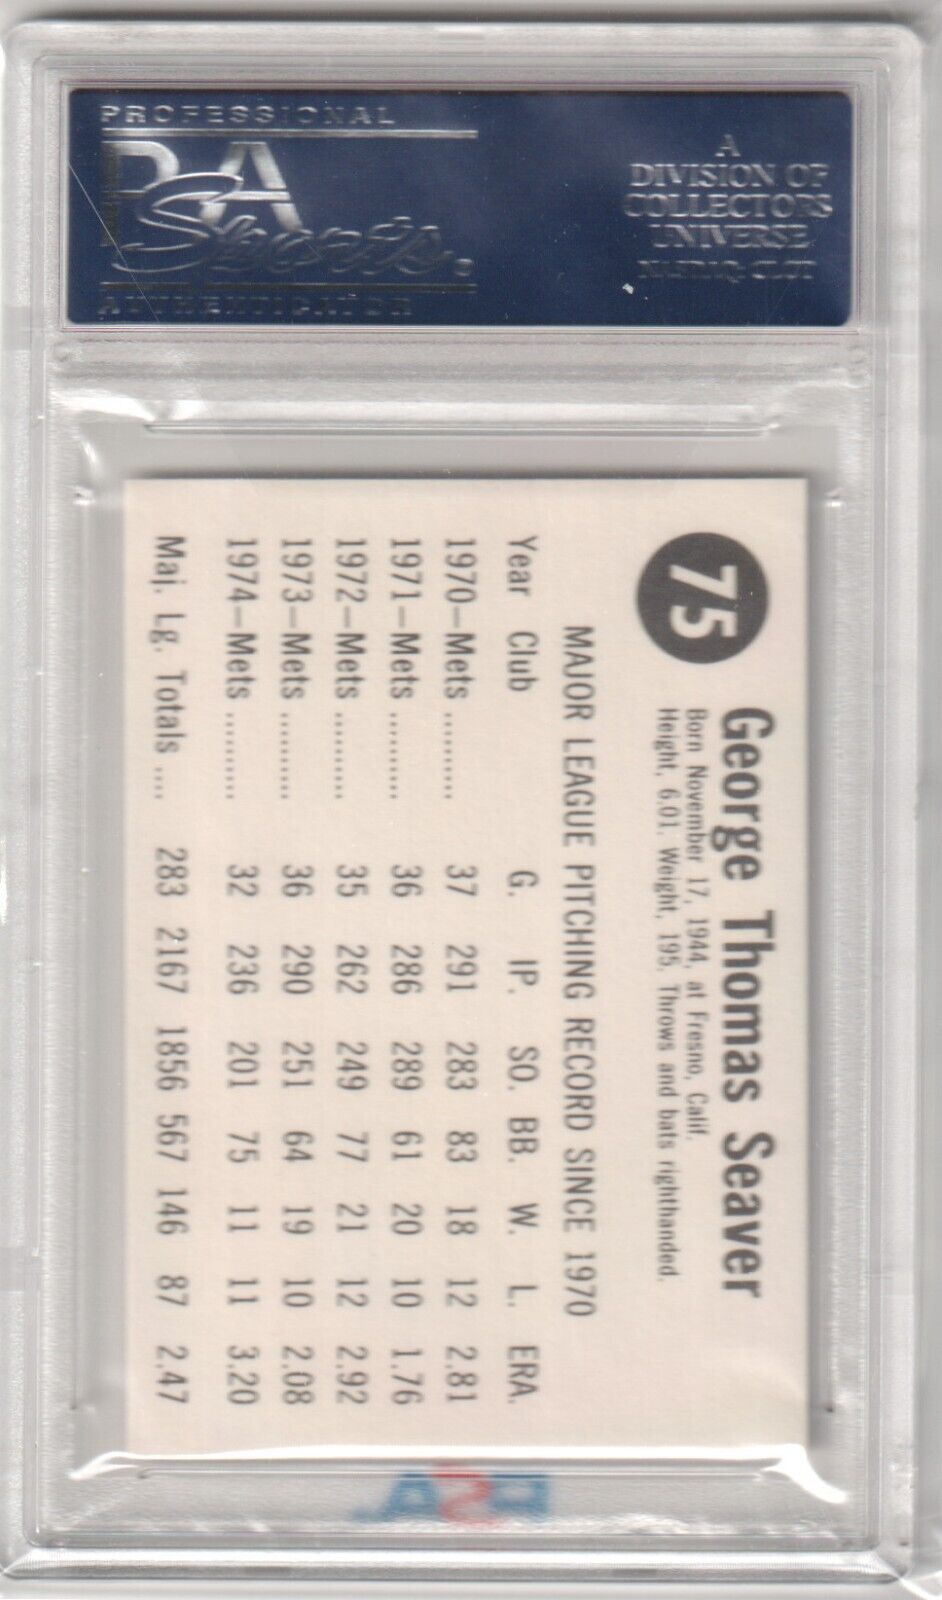 PROFESSIONAL
PSA
Sports
AUTHENTICATOR
A
DIVISION OF
COLLECTORS
UNIVERSE
NASDAQ: CLCT
75
George Thomas Seaver
Born November 17, 1944, at Fresno, Calif.
Height, 6.01. Weight, 195. Throws and bats righthanded.
MAJOR LEAGUE PITCHING RECORD SINCE 1970
Year Club G. IP. SO. BB. W. L. ERA.
1970—Mets .......... 37 291 283 83 18 12 2.81
1971—Mets .......... 36 286 289 61 20 10 1.76
1972—Mets .......... 35 262 249 77 21 12 2.92
1973—Mets .......... 36 290 251 64 19 10 2.08
1974—Mets .......... 32 236 201 75 11 11 3.20
Maj. Lg. Totals .... 283 2167 1856 567 146 87 2.47
PSA